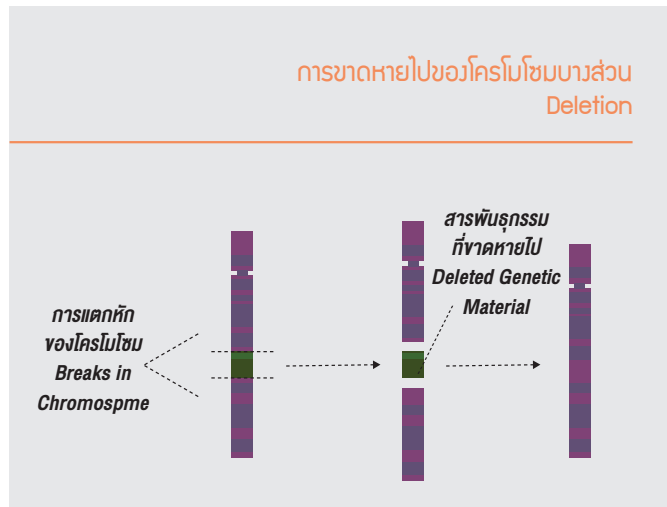 การขาดหายไปของโครโมโซมบางส่วน
Deletion
สารพันธุกรรม
ที่ขาดหายไป
Deleted Genetic
Material
การแตกหัก
ของโครโมโซม
Breaks in
Chromospme